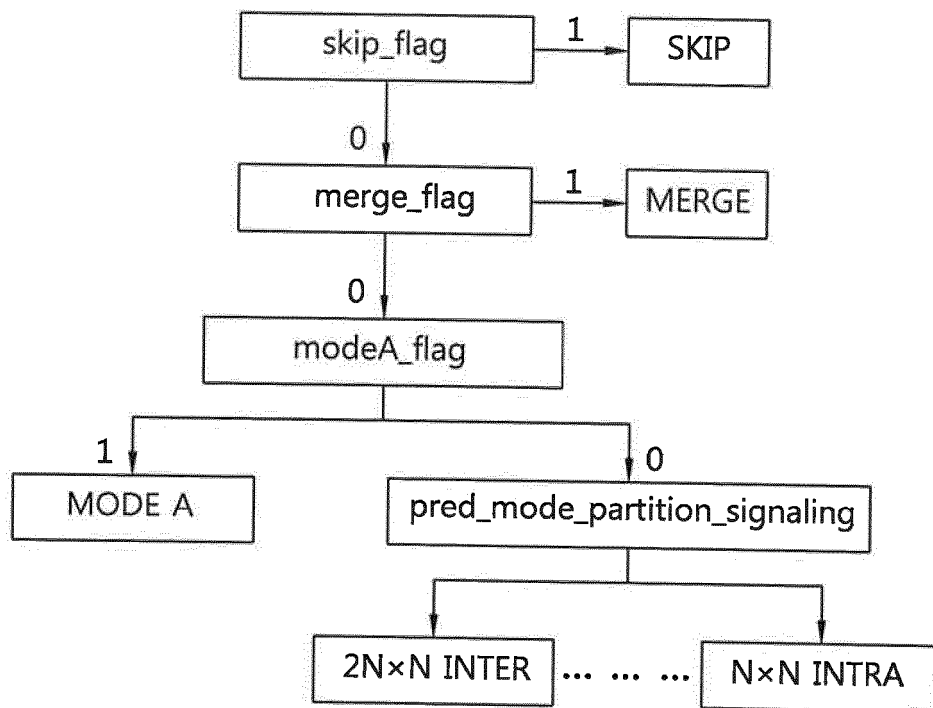 skip_flag
1
SKIP
0
merge_flag
1
MERGE
0
modeA_flag
1
0
MODE A
pred_mode_partition_signaling
2N×N INTER
... ... ...
N×N INTRA